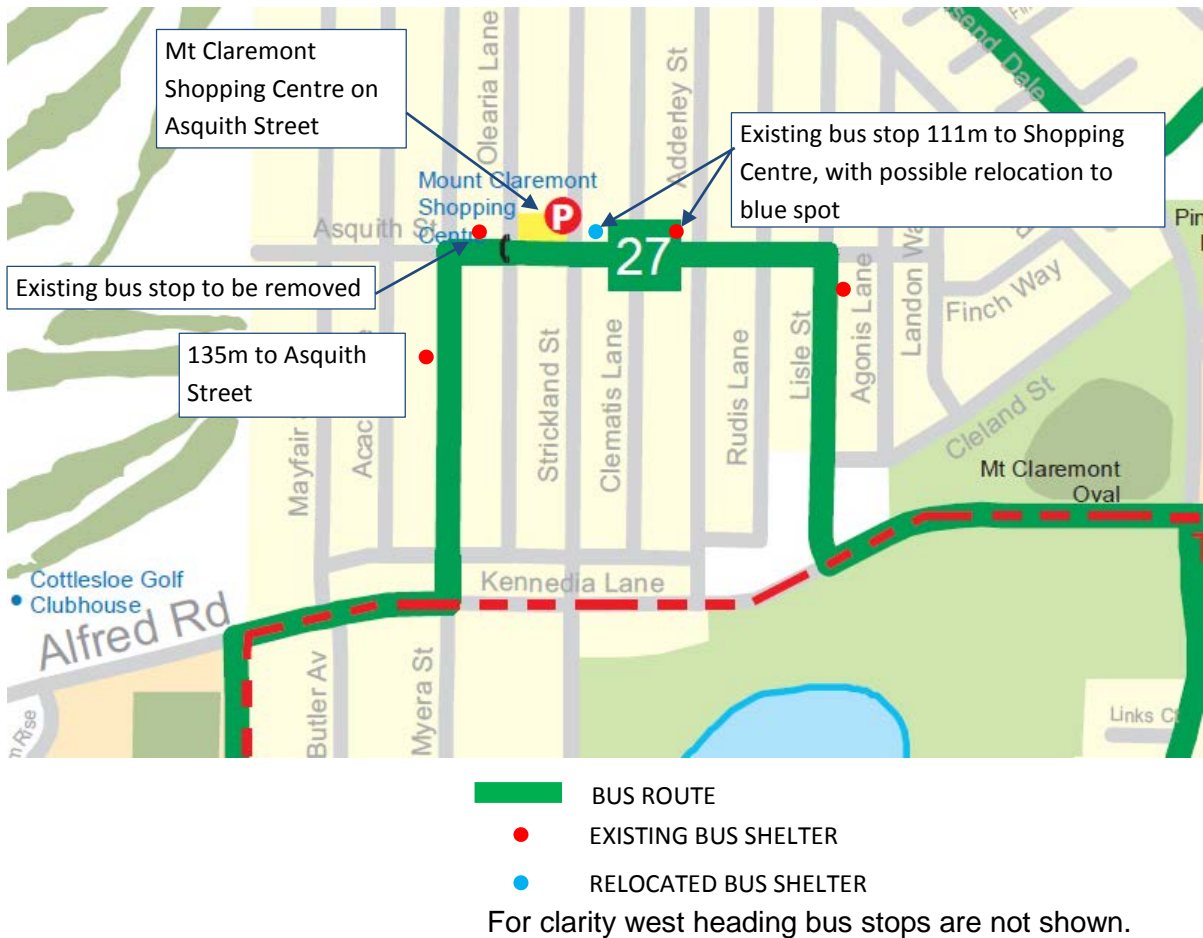 Mt Claremont
Shopping Centre on
Asquith Street
Existing bus stop 111m to Shopping
Centre, with possible relocation to
blue spot
Existing bus stop to be removed
135m to Asquith
Street
Olearia Lane
Adderley St
Mount Claremont
Shopping
Centre
P
Asquith St
27
Strickland St
Clematis Lane
Rudis Lane
Lisle St
Agonis Lane
Landon Way
Finch Way
Cleland St
Mt Claremont
Oval
Mayfair
Kennedia Lane
Cottlesloe Golf
Clubhouse
Alfred Rd
Butler Av
Myera St
Links Ct
Rise
Dale
BUS ROUTE
EXISTING BUS SHELTER
RELOCATED BUS SHELTER
For clarity west heading bus stops are not shown.